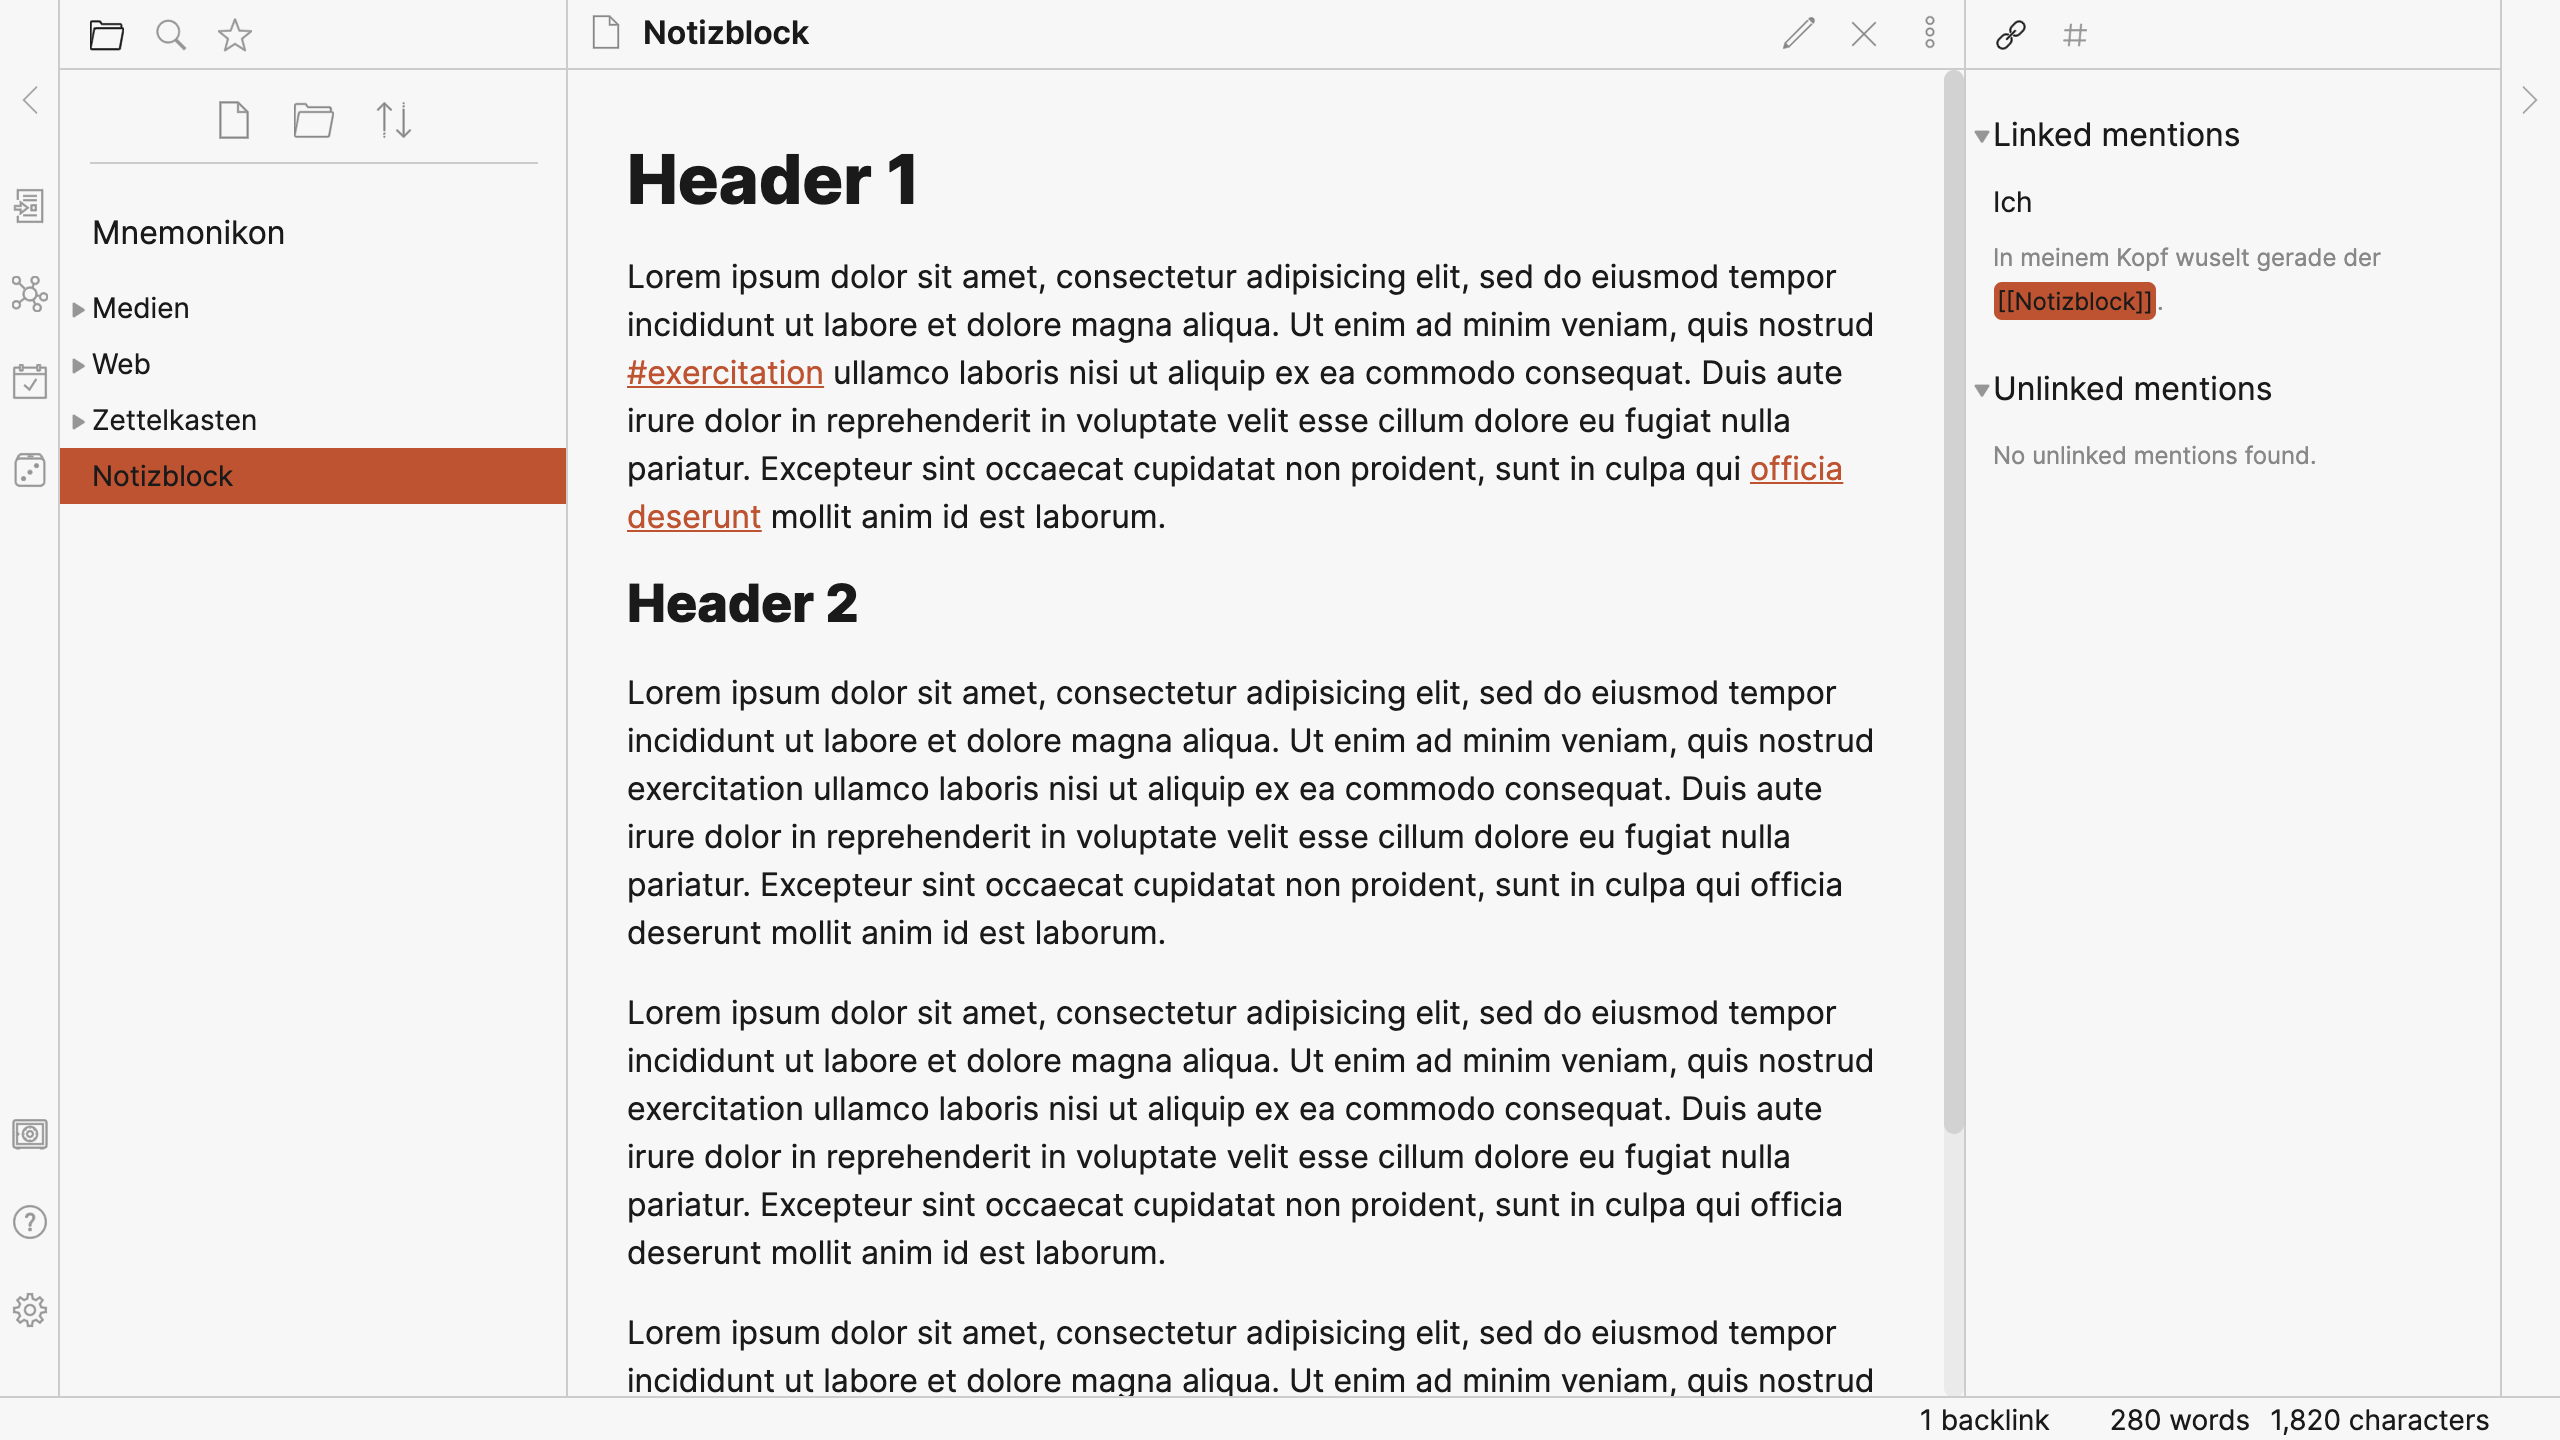 Notizblock
Mnemonikon
Medien
Web
Zettelkasten
Notizblock
Header 1
Lorem ipsum dolor sit amet, consectetur adipisicing elit, sed do eiusmod tempor
incididunt ut labore et dolore magna aliqua. Ut enim ad minim veniam, quis nostrud
#exercitation ullamco laboris nisi ut aliquip ex ea commodo consequat. Duis aute
irure dolor in reprehenderit in voluptate velit esse cillum dolore eu fugiat nulla
pariatur. Excepteur sint occaecat cupidatat non proident, sunt in culpa qui officia
deserunt mollit anim id est laborum.
Header 2
Lorem ipsum dolor sit amet, consectetur adipisicing elit, sed do eiusmod tempor
incididunt ut labore et dolore magna aliqua. Ut enim ad minim veniam, quis nostrud
exercitation ullamco laboris nisi ut aliquip ex ea commodo consequat. Duis aute
irure dolor in reprehenderit in voluptate velit esse cillum dolore eu fugiat nulla
pariatur. Excepteur sint occaecat cupidatat non proident, sunt in culpa qui officia
deserunt mollit anim id est laborum.
Lorem ipsum dolor sit amet, consectetur adipisicing elit, sed do eiusmod tempor
incididunt ut labore et dolore magna aliqua. Ut enim ad minim veniam, quis nostrud
exercitation ullamco laboris nisi ut aliquip ex ea commodo consequat. Duis aute
irure dolor in reprehenderit in voluptate velit esse cillum dolore eu fugiat nulla
pariatur. Excepteur sint occaecat cupidatat non proident, sunt in culpa qui officia
deserunt mollit anim id est laborum.
Lorem ipsum dolor sit amet, consectetur adipisicing elit, sed do eiusmod tempor
incididunt ut labore et dolore magna aliqua. Ut enim ad minim veniam, quis nostrud
Linked mentions
Ich
In meinem Kopf wuselt gerade der
[[Notizblock]].
Unlinked mentions
No unlinked mentions found.
1 backlink 280 words 1,820 characters